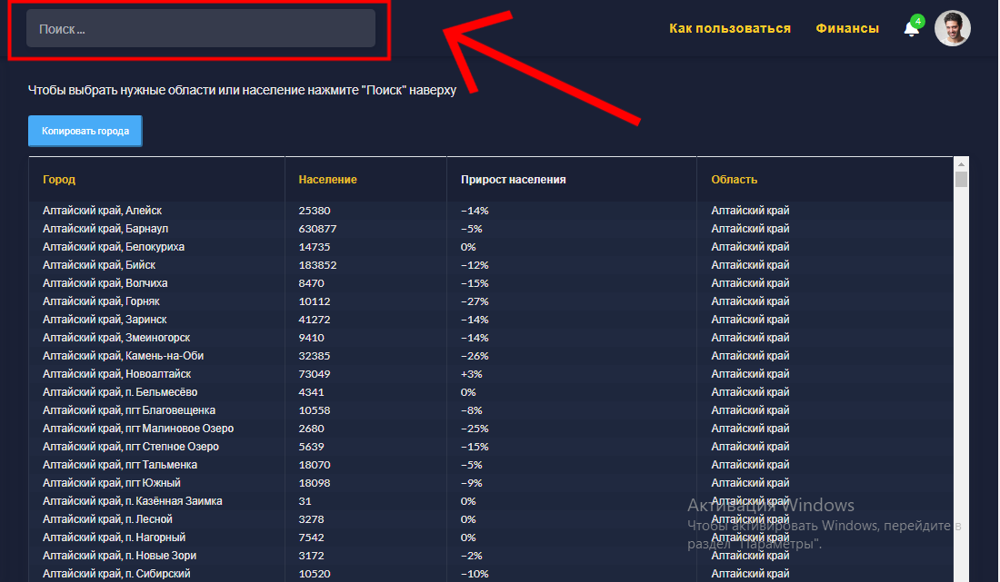 Поиск ...
Как пользоваться Финансы 4
Чтобы выбрать нужные области или население нажмите "Поиск" наверху
Копировать города
Город Население Прирост населения Область
Алтайский край, Алейск 25380 −14% Алтайский край
Алтайский край, Барнаул 630877 −5% Алтайский край
Алтайский край, Белокуриха 14735 0% Алтайский край
Алтайский край, Бийск 183852 −12% Алтайский край
Алтайский край, Волчиха 8470 −15% Алтайский край
Алтайский край, Горняк 10112 −27% Алтайский край
Алтайский край, Заринск 41272 −14% Алтайский край
Алтайский край, Змеиногорск 9410 −14% Алтайский край
Алтайский край, Камень-на-Оби 32385 −26% Алтайский край
Алтайский край, Новоалтайск 73049 +3% Алтайский край
Алтайский край, п. Бельмесёво 4341 0% Алтайский край
Алтайский край, пгт Благовещенка 10558 −8% Алтайский край
Алтайский край, пгт Малиновое Озеро 2680 −25% Алтайский край
Алтайский край, пгт Степное Озеро 5639 −15% Алтайский край
Алтайский край, пгт Тальменка 18070 −5% Алтайский край
Алтайский край, пгт Южный 18098 −9% Алтайский край
Алтайский край, п. Казённая Заимка 31 0% Алтайский край
Алтайский край, п. Лесной 3278 0% Алтайский край
Алтайский край, п. Нагорный 7542 0% Алтайский край
Алтайский край, п. Новые Зори 3172 −2% Алтайский край
Алтайский край, п. Сибирский 10520 −10% Алтайский край
Активация Windows
Чтобы активировать Windows, перейдите в
раздел "Параметры".